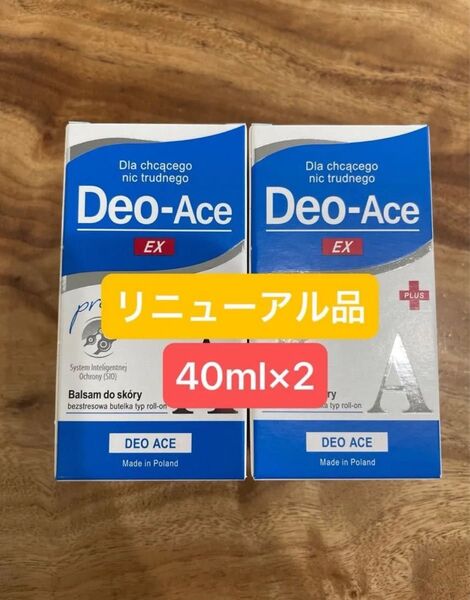 Dla chcącego
nic trudnego
Deo-Ace
EX
System Inteligentnej
Ochrony (SIO)
Balsam do skóry
bezstresowa butelka typ roll-on
A
DEO ACE
Made in Poland
Dla chcącego
nic trudnego
Deo-Ace
EX
PLUS
A
DEO ACE
Made in Poland
リニューアル品
40ml×2